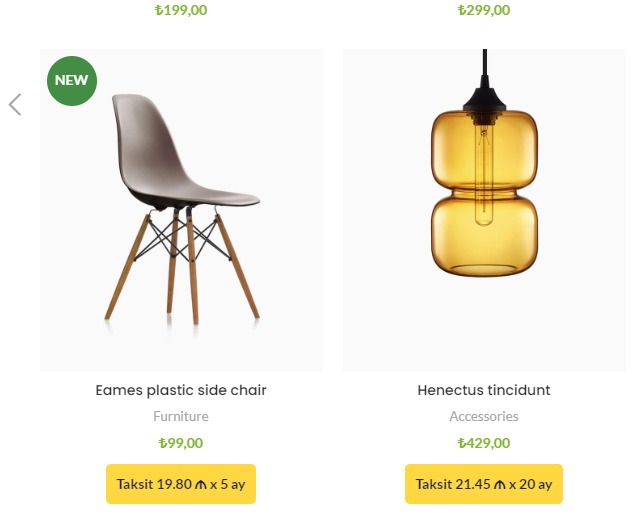 ₺199,00
₺299,00
NEW
Eames plastic side chair
Furniture
₺99,00
Taksit 19.80 ₼ x 5 ay
Henectus tincidunt
Accessories
₺429,00
Taksit 21.45 ₼ x 20 ay